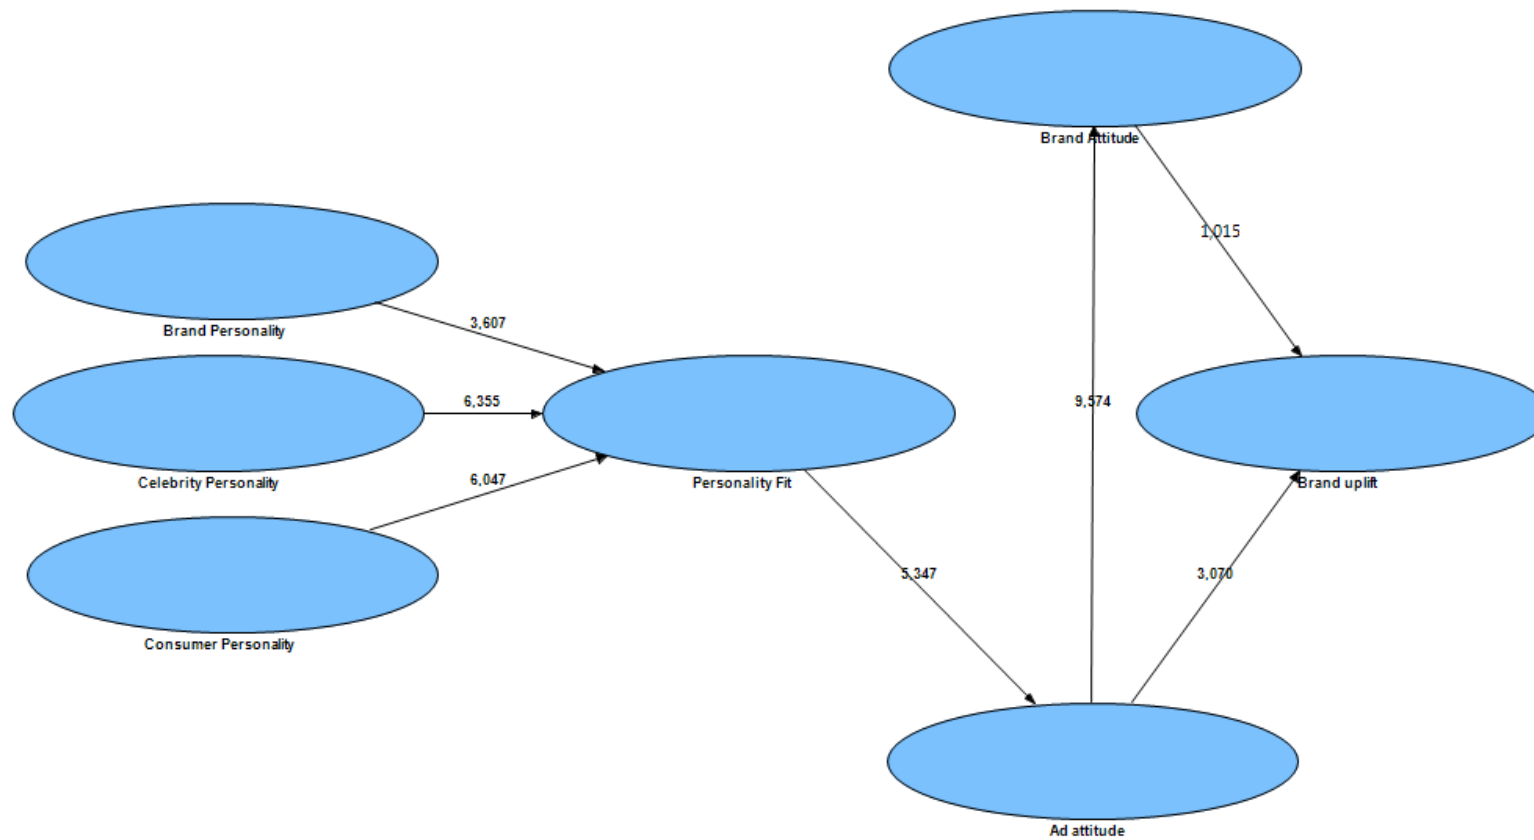 Brand Attitude
1,015
Brand Personality
3,607
Celebrity Personality
6,355
Personality Fit
9,574
Brand uplift
6,047
Consumer Personality
5,347
3,070
Ad attitude